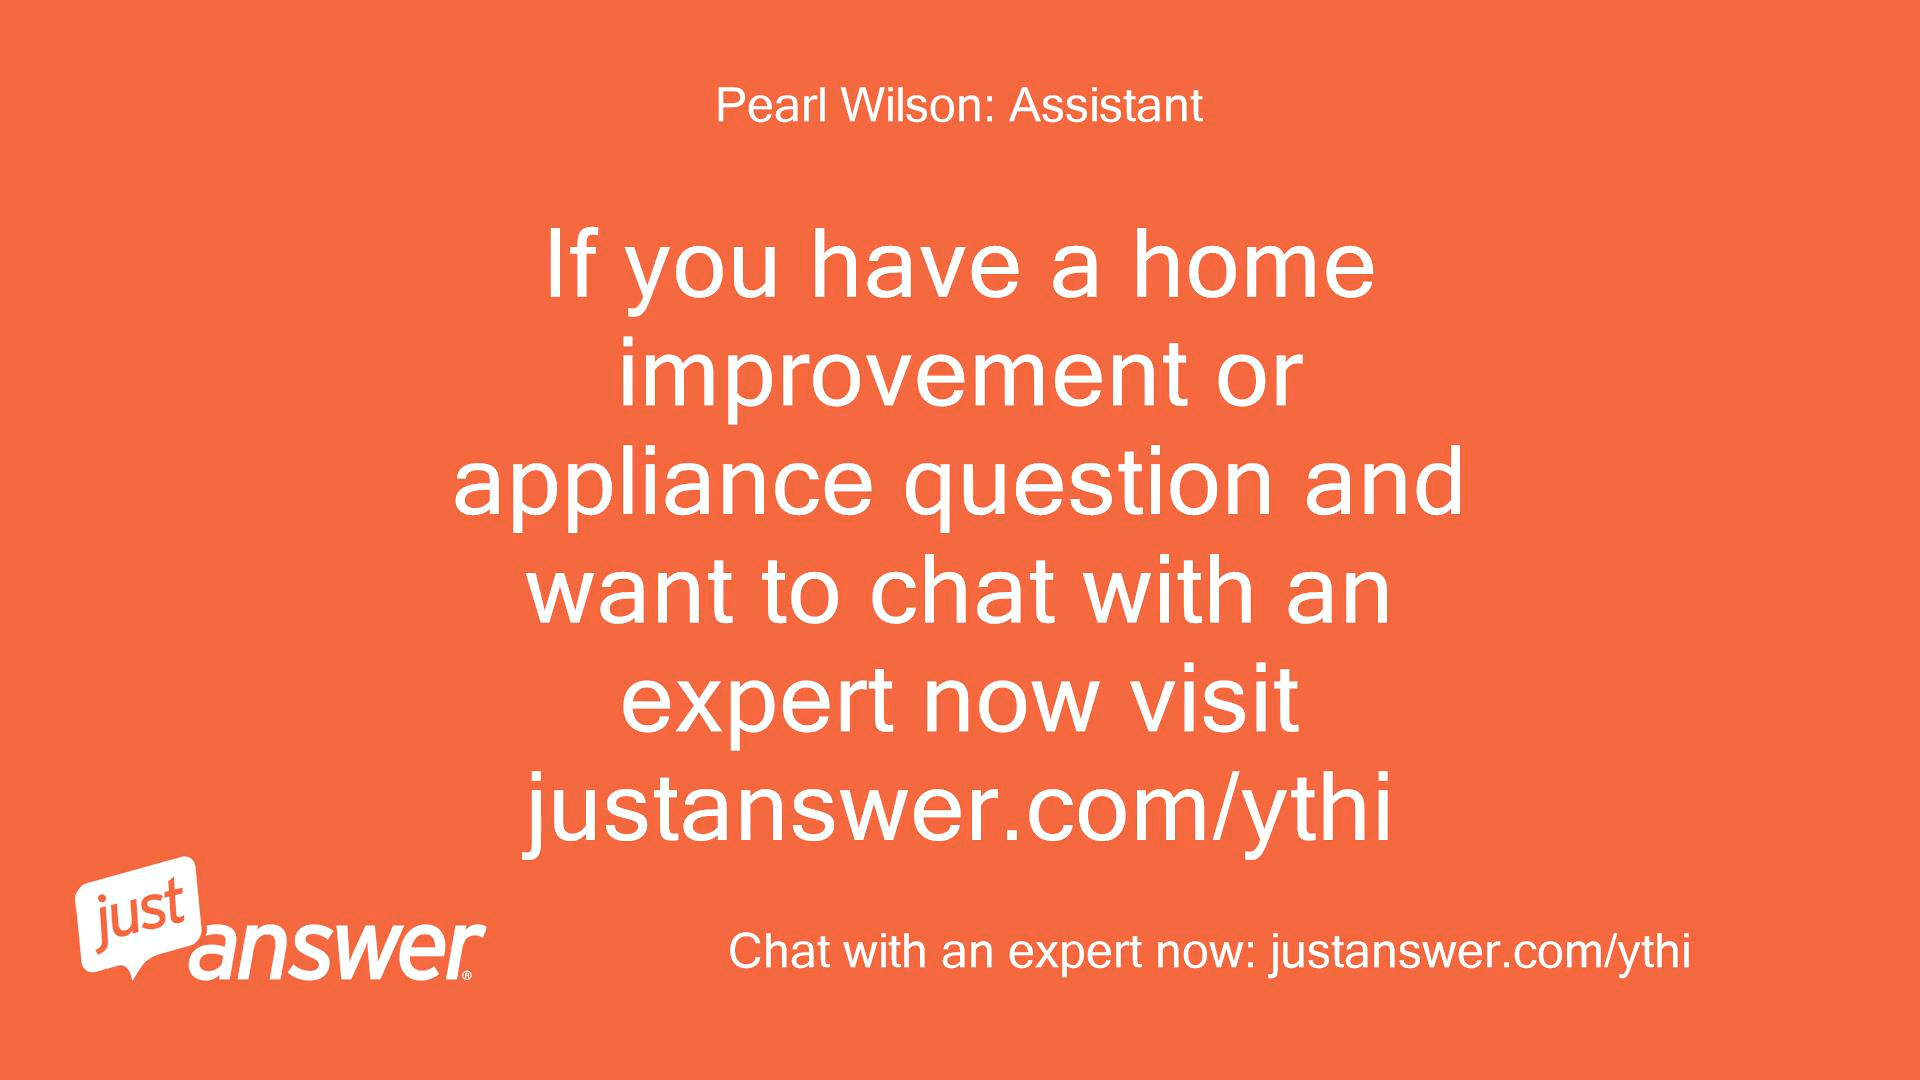 Pearl Wilson: Assistant
If you have a home
improvement or
appliance question and
want to chat with an
expert now visit
justanswer.com/ythi
just
answer®
Chat with an expert now: justanswer.com/ythi